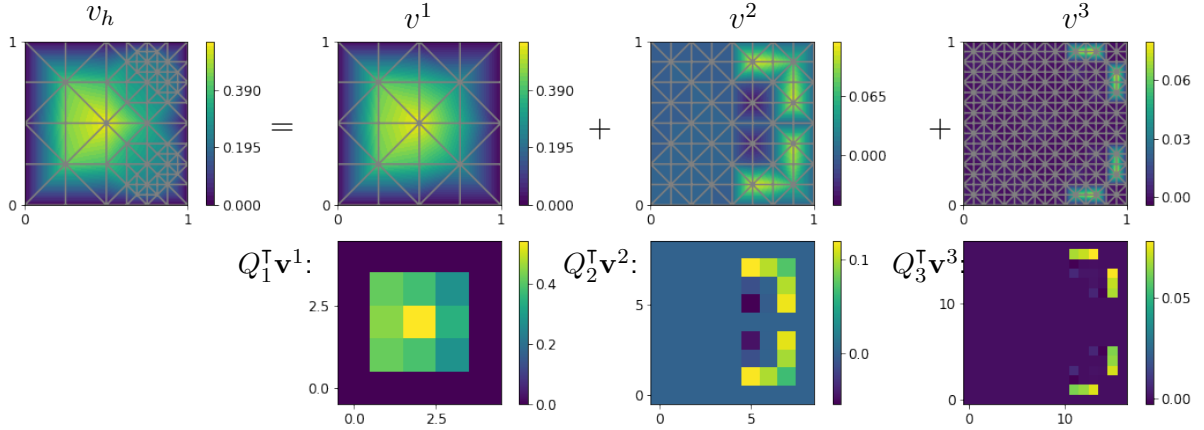 v_h v^1 v^2 v^3
1 0.390 1 0.390 1 0.065 1 0.06
= + +
0.195 0.195 0.000 0.03
0 0.000 0 0.000 0 0 0.00
0 1 0 1 0 1 0 1
Q_1^⊺ v^1: Q_2^⊺ v^2: Q_3^⊺ v^3:
0.4 0.1
2.5 5 10 0.05
0.2
0.0
0.0 0.0 0 0 0.00
0.0 2.5 0 5 0 10